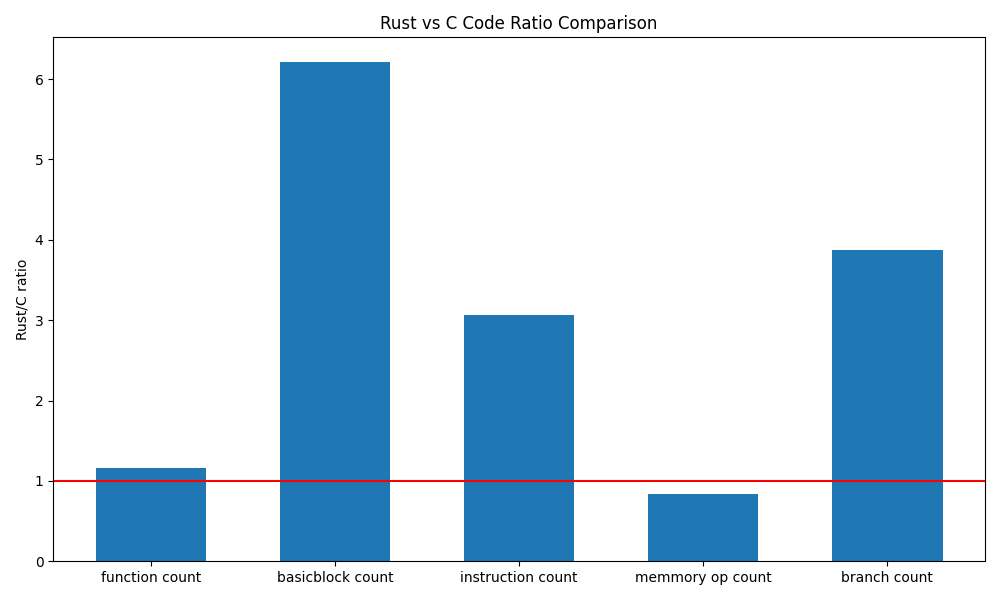 Rust vs C Code Ratio Comparison
Rust/C ratio
6
5
4
3
2
1
0
function count
basicblock count
instruction count
memmory op count
branch count